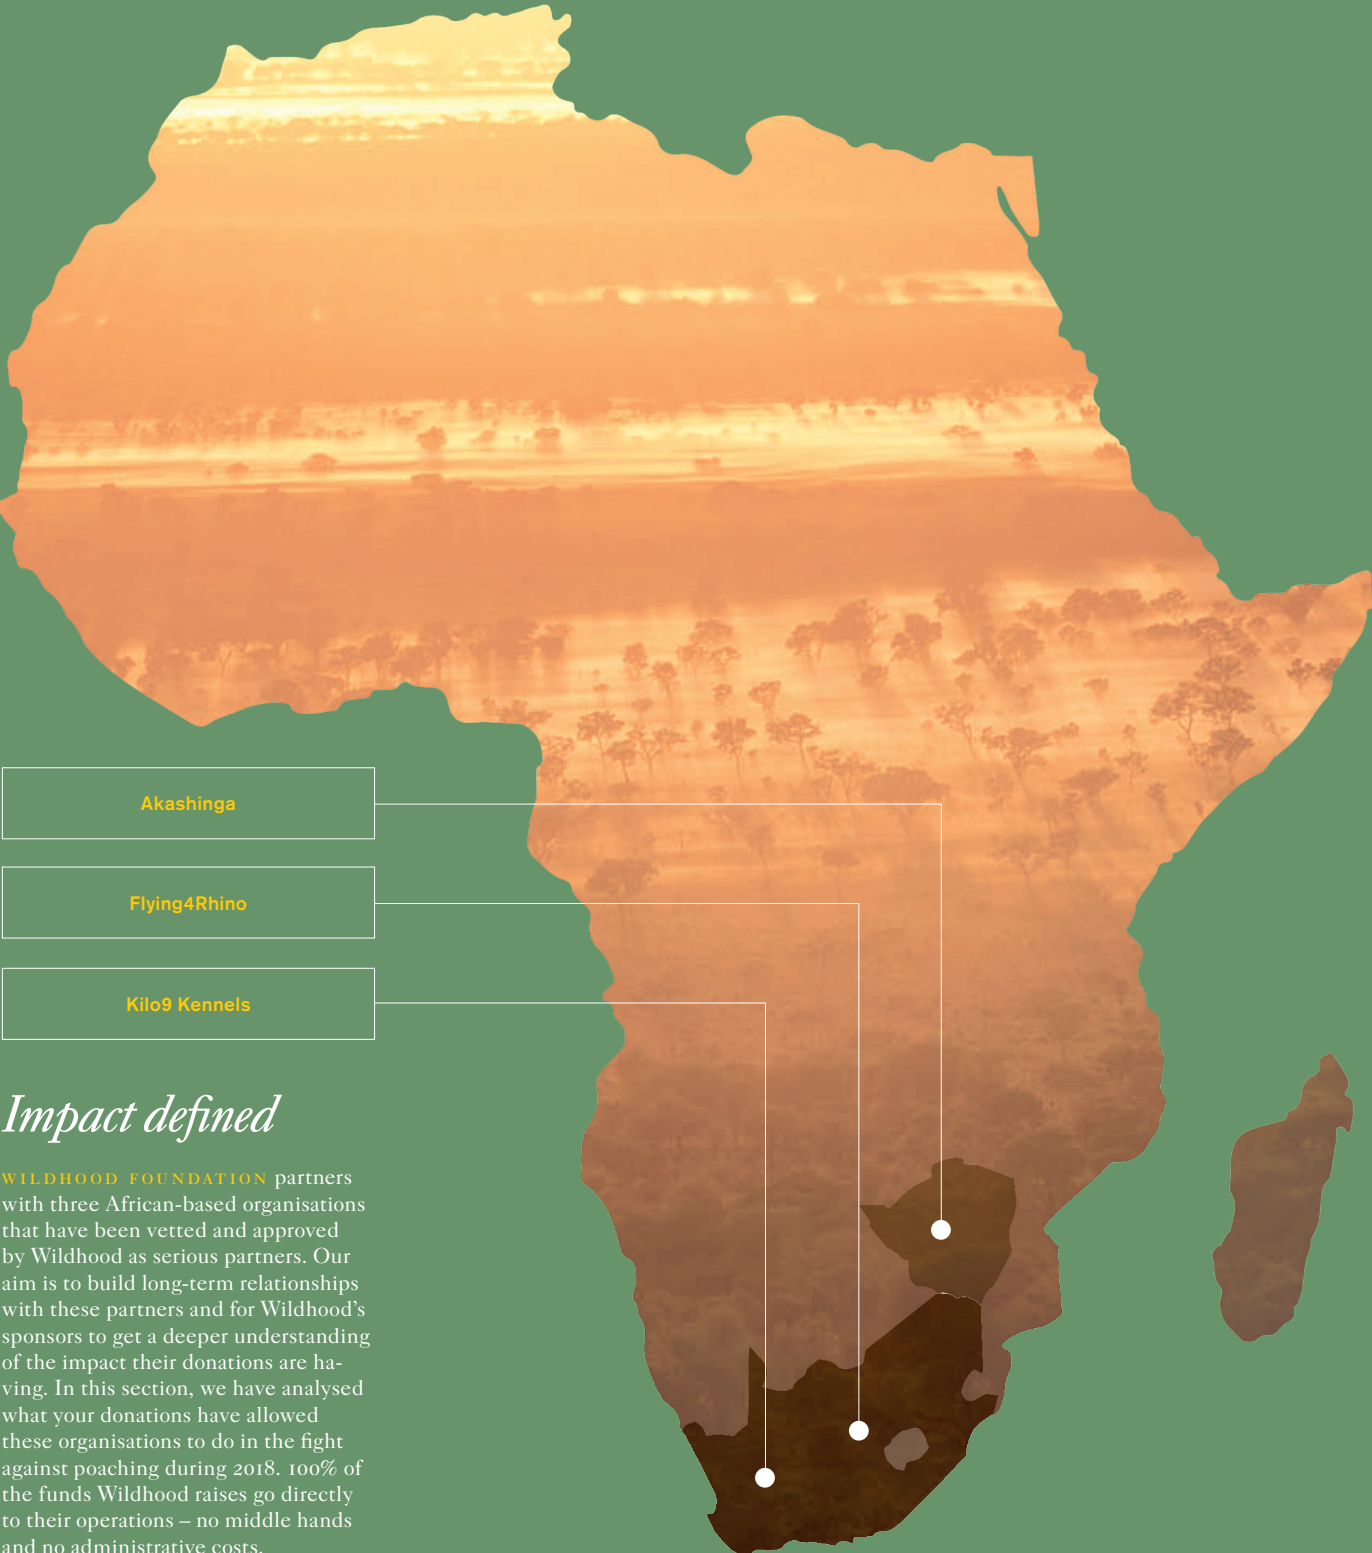 Akashinga
Flying4Rhino
Kilo9 Kennels
Impact defined
WILDHOOD FOUNDATION partners
with three African-based organisations
that have been vetted and approved
by Wildhood as serious partners. Our
aim is to build long-term relationships
with these partners and for Wildhood’s
sponsors to get a deeper understanding
of the impact their donations are ha-
ving. In this section, we have analysed
what your donations have allowed
these organisations to do in the fight
against poaching during 2018. 100% of
the funds Wildhood raises go directly
to their operations – no middle hands
and no administrative costs.